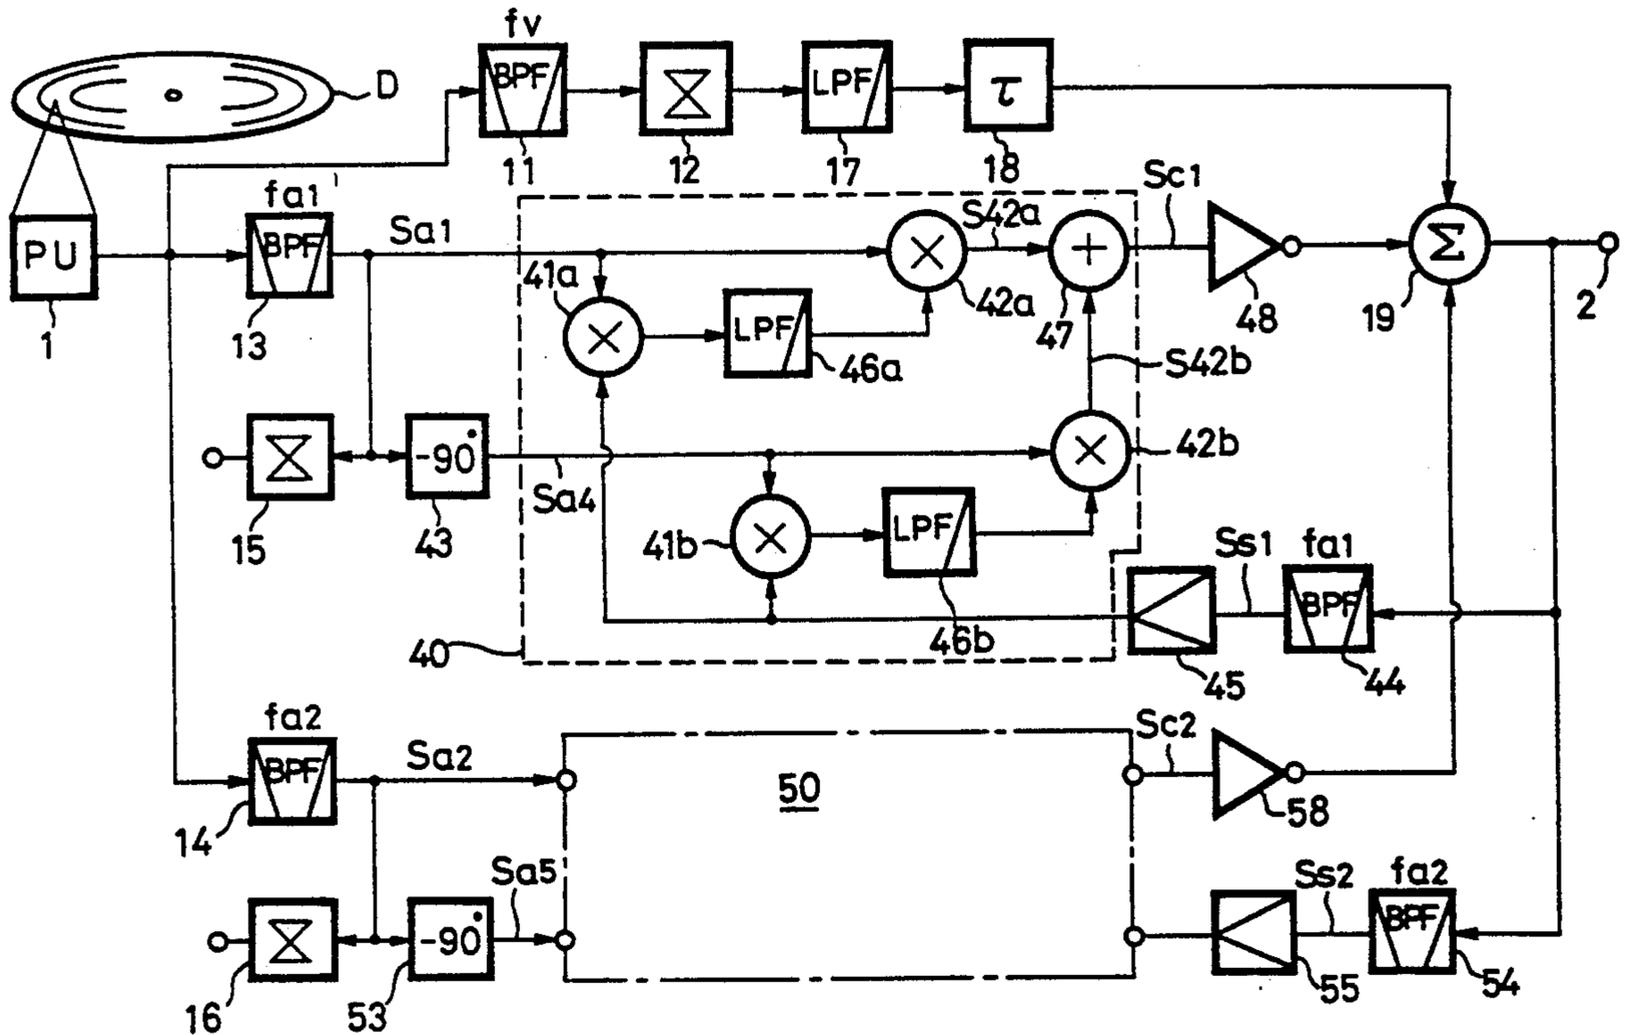 fv
D
BPF
LPF
τ
11
12
17
18
fa1
Sc1
PU
BPF
Sa1
S42a
×
+
Σ
1
13
41a
×
LPF
46a
42a
47
48
19
2
S42b
-90°
Sa4
×
42b
15
43
41b
×
LPF
Ss1
fa1
BPF
40
46b
45
44
fa2
Sc2
BPF
Sa2
50
58
14
Sa5
Ss2
fa2
BPF
-90°
16
53
55
54